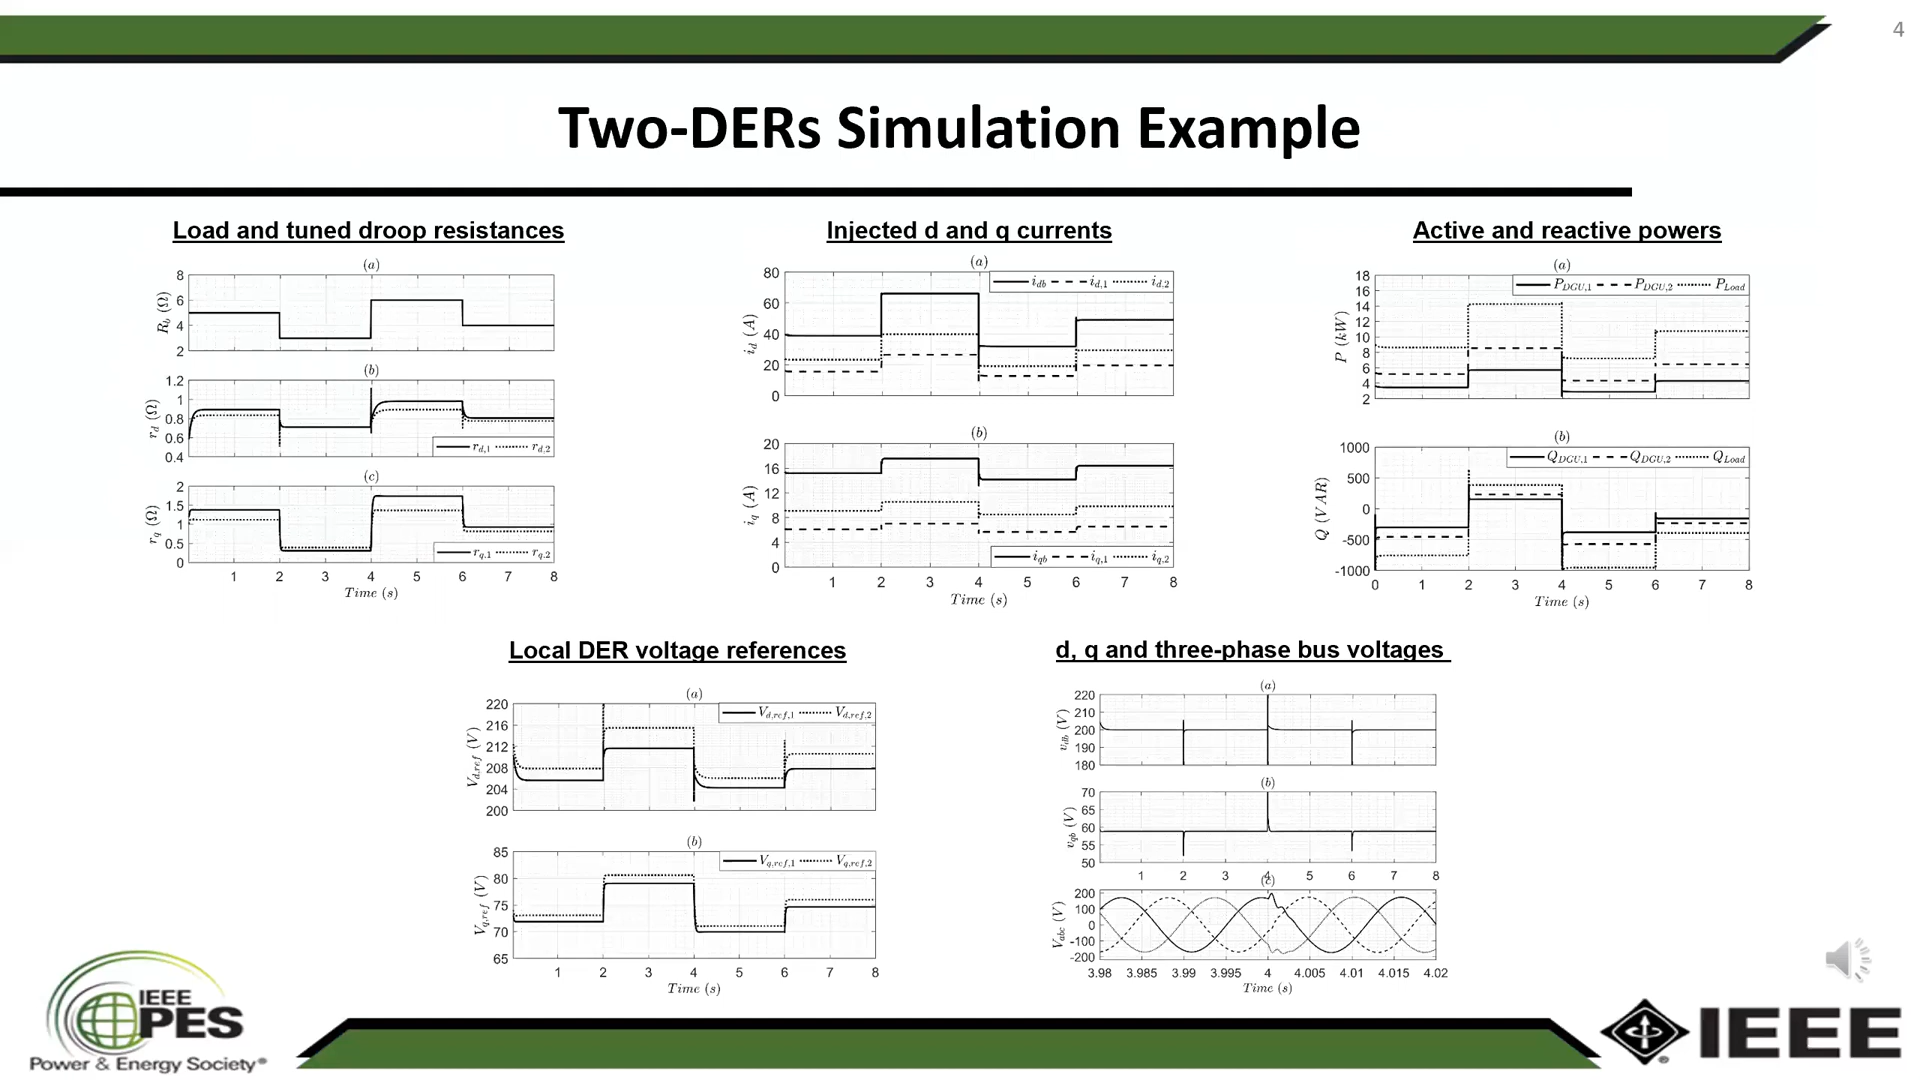 4
Two-DERs Simulation Example
Load and tuned droop resistances
(a)
8
6
4
2
R_b (Ω)
(b)
1.2
1
0.8
0.6
0.4
r_d (Ω)
r_{d,1} r_{d,2}
(c)
2
1.5
1
0.5
0
r_q (Ω)
r_{q,1} r_{q,2}
1 2 3 4 5 6 7 8
Time (s)
Injected d and q currents
(a)
80
60
40
20
0
i_d (A)
i_{db} i_{d,1} i_{d,2}
(b)
20
16
12
8
4
0
i_q (A)
i_{qb} i_{q,1} i_{q,2}
1 2 3 4 5 6 7 8
Time (s)
Active and reactive powers
(a)
18
16
14
12
10
8
6
4
2
P (kW)
P_{DGU,1} P_{DGU,2} P_{Load}
(b)
1000
500
0
-500
-1000
Q (VAR)
Q_{DGU,1} Q_{DGU,2} Q_{Load}
0 1 2 3 4 5 6 7 8
Time (s)
Local DER voltage references
(a)
220
216
212
208
204
200
V_{d,ref} (V)
V_{d,ref,1} V_{d,ref,2}
(b)
85
80
75
70
65
V_{q,ref} (V)
V_{q,ref,1} V_{q,ref,2}
1 2 3 4 5 6 7 8
Time (s)
d, q and three-phase bus voltages
(a)
220
210
200
190
180
v_{db} (V)
(b)
70
65
60
55
50
v_{qb} (V)
1 2 3 4 5 6 7 8
(c)
200
100
0
-100
-200
V_{abc} (V)
3.98 3.985 3.99 3.995 4 4.005 4.01 4.015 4.02
Time (s)
IEEE
PES
Power & Energy Society®
IEEE